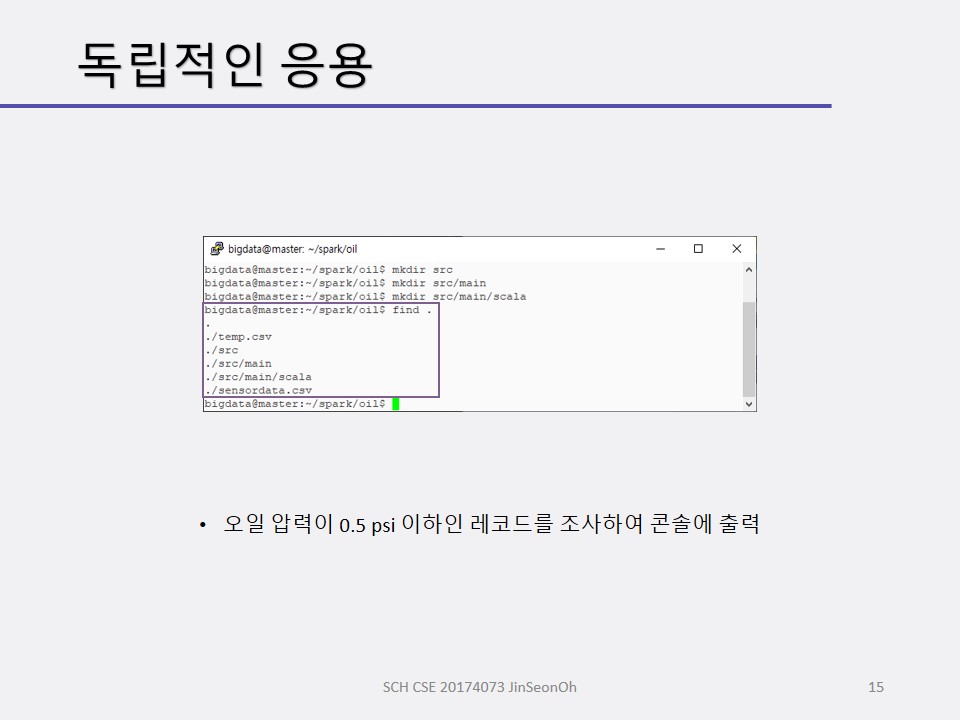 독립적인 응용
bigdata@master: ~/spark/oil
bigdata@master:~/spark/oil$ mkdir src
bigdata@master:~/spark/oil$ mkdir src/main
bigdata@master:~/spark/oil$ mkdir src/main/scala
bigdata@master:~/spark/oil$ find .
.
./temp.csv
./src
./src/main
./src/main/scala
./sensordata.csv
bigdata@master:~/spark/oil$
• 오일 압력이 0.5 psi 이하인 레코드를 조사하여 콘솔에 출력
SCH CSE 20174073 JinSeonOh
15